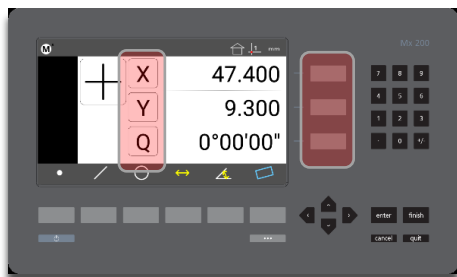 Mx 200
M
1 mm
X 47.400
Y 9.300
Q 0°00'00"
7 8 9
4 5 6
1 2 3
. 0 +/-
enter finish
cancel quit
...